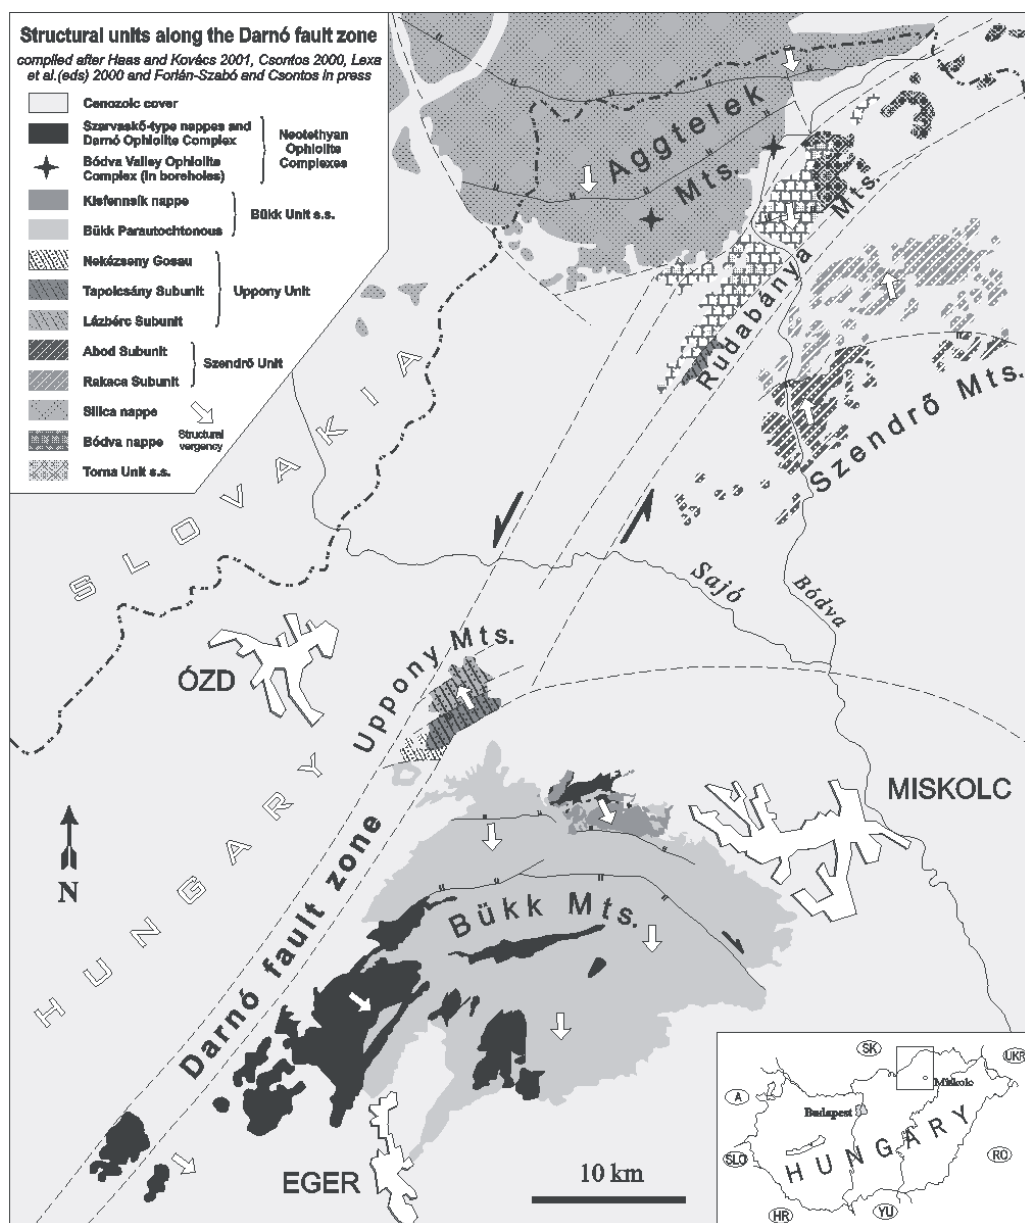 Structural units along the Darnó fault zone
compiled after Haas and Kovács 2001, Csontos 2000, Lexa
et al.(eds) 2000 and Forián-Szabó and Csontos in press
Cenozoic cover
Szarvaskő-type nappes and
Darnó Ophiolite Complex
Bódva Valley Ophiolite
Complex (in boreholes)
Neotethyan
Ophiolite
Complexes
Kisfennsík nappe
Bükk Parautochtonous
Bükk Unit s.s.
Nekézseny Gosau
Tapolcsány Subunit
Lázbérc Subunit
Uppony Unit
Abod Subunit
Rakaca Subunit
Szendrő Unit
Silica nappe
Bódva nappe
Torna Unit s.s.
Structural
vergency
Aggtelek
Mts.
Rudabánya
Mts.
Szendrő Mts.
SLOVAKIA
HUNGARY
Sajó
Bódva
ÓZD
Uppony Mts.
MISKOLC
N
Darnó fault zone
Bükk Mts.
EGER
10 km
SK
UKR
A
Miskolc
Budapest
HUNGARY
SLO
RO
HR
YU